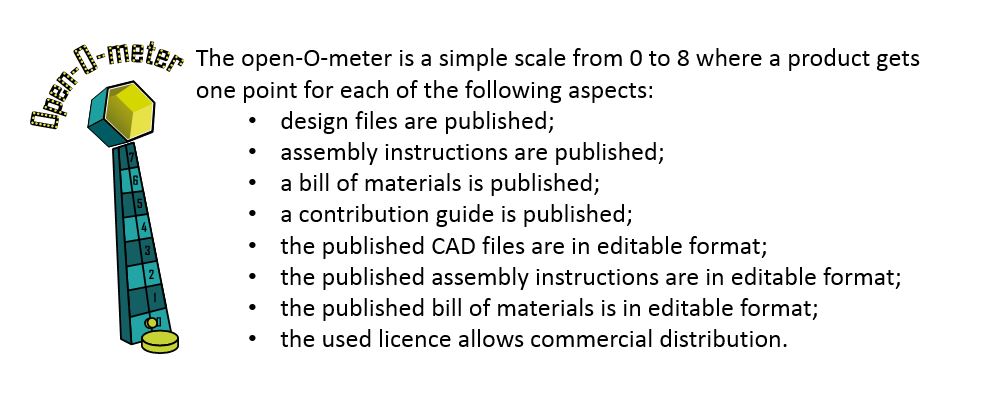 Open-O-meter
The open-O-meter is a simple scale from 0 to 8 where a product gets
one point for each of the following aspects:
• design files are published;
• assembly instructions are published;
• a bill of materials is published;
• a contribution guide is published;
• the published CAD files are in editable format;
• the published assembly instructions are in editable format;
• the published bill of materials is in editable format;
• the used licence allows commercial distribution.
7
6
5
4
3
2
1
0